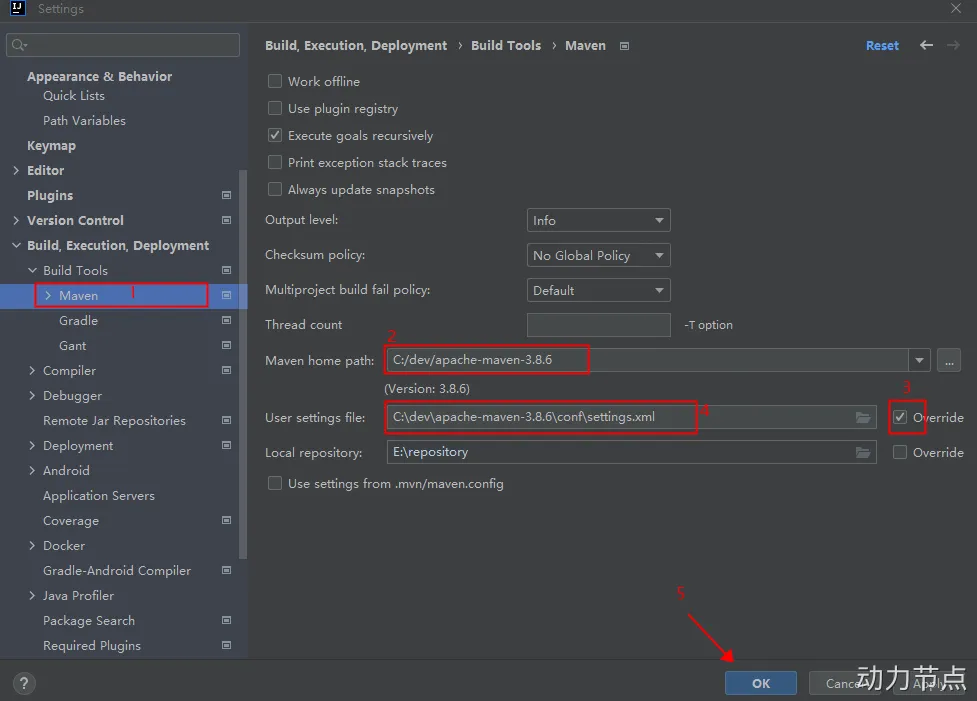 Settings
Appearance & Behavior
Quick Lists
Path Variables
Keymap
Editor
Plugins
Version Control
Build, Execution, Deployment
Build Tools
Maven 1
Gradle
Gant
Compiler
Debugger
Remote Jar Repositories
Deployment
Android
Application Servers
Coverage
Docker
Gradle-Android Compiler
Java Profiler
Package Search
Required Plugins
Build, Execution, Deployment › Build Tools › Maven Reset
Work offline
Use plugin registry
Execute goals recursively
Print exception stack traces
Always update snapshots
Output level: Info
Checksum policy: No Global Policy
Multiproject build fail policy: Default
Thread count -T option
2
Maven home path: C:/dev/apache-maven-3.8.6 ...
(Version: 3.8.6)
3
User settings file: C:\dev\apache-maven-3.8.6\conf\settings.xml 4 Override
Local repository: E:\repository Override
Use settings from .mvn/maven.config
5
? OK Cancel Apply
动力节点